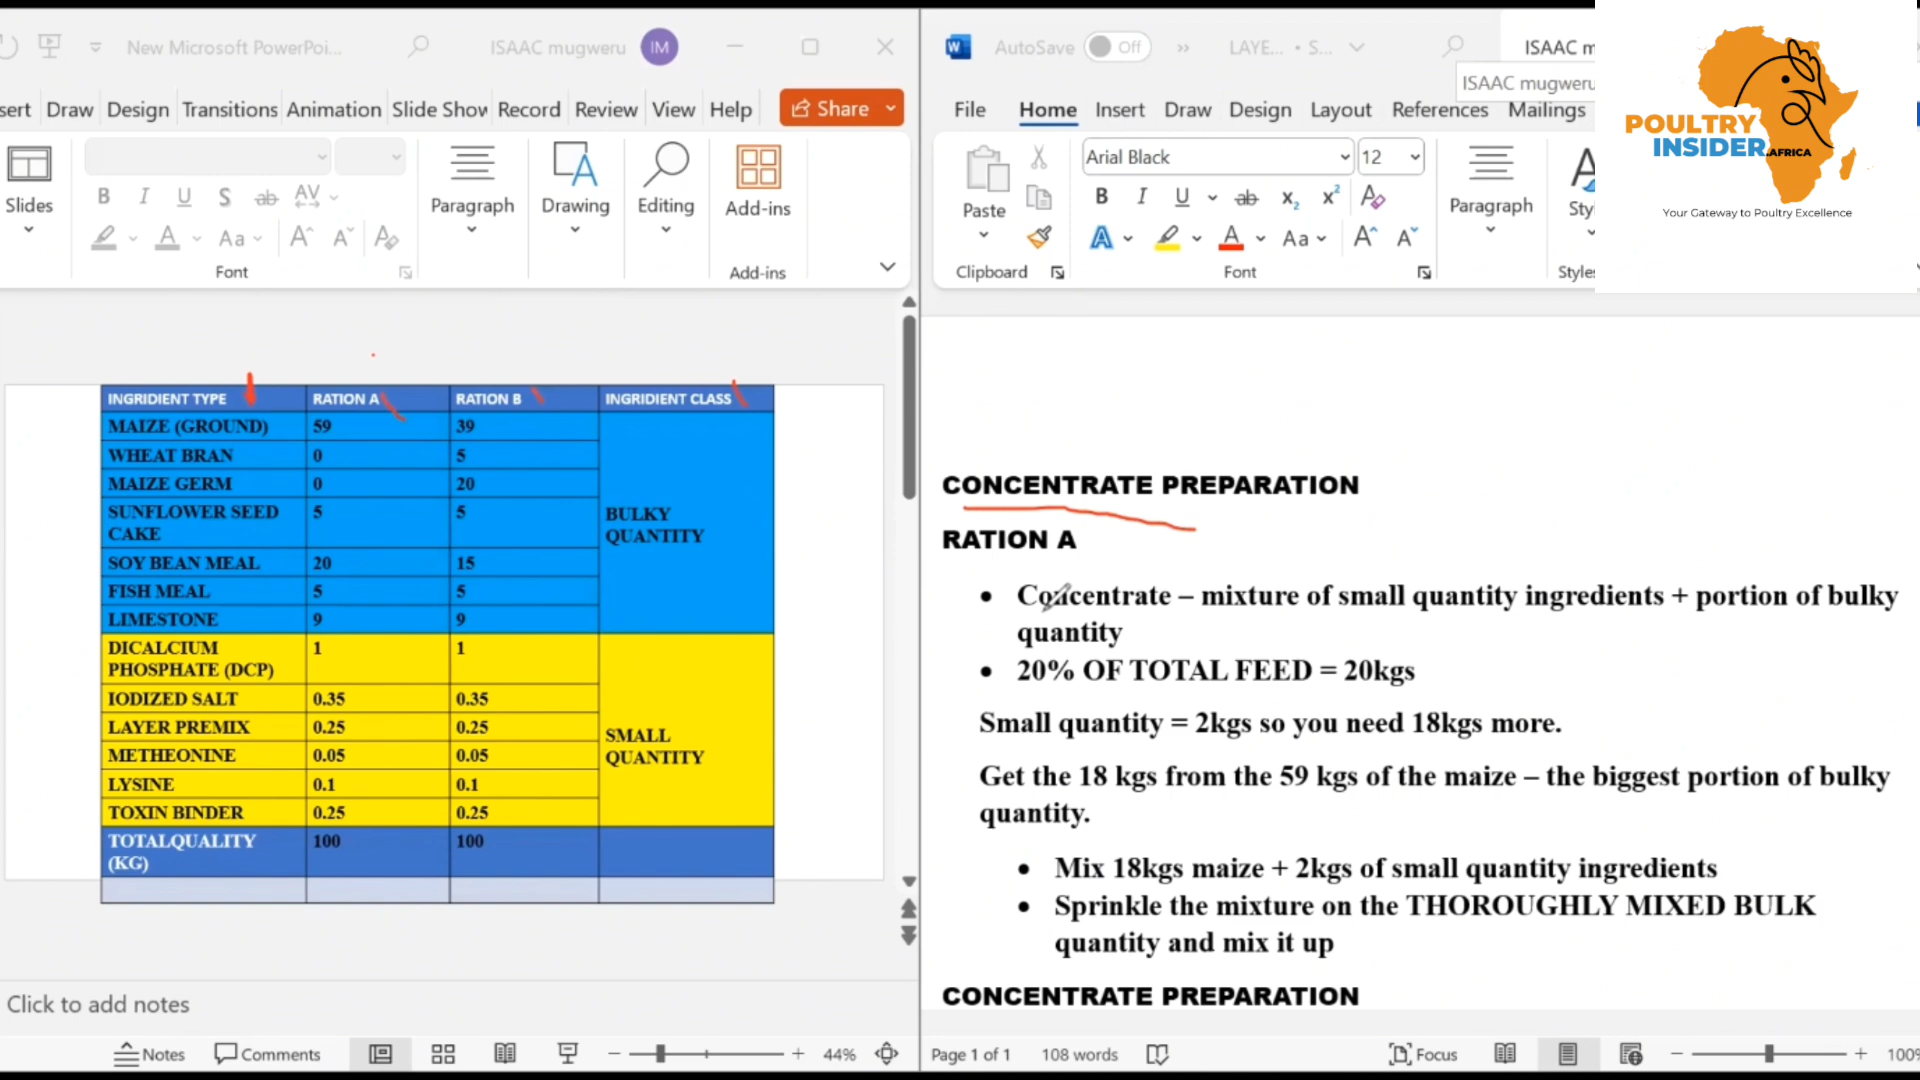 New Microsoft PowerPoi...
ISAAC mugweru
IM
sert Draw Design Transitions Animation Slide Show Record Review View Help
Share
Slides
Font
Paragraph
Drawing
Editing
Add-ins
Add-ins
INGRIDIENT TYPE RATION A RATION B INGRIDIENT CLASS
MAIZE (GROUND) 59 39
WHEAT BRAN 0 5
MAIZE GERM 0 20
SUNFLOWER SEED CAKE 5 5
BULKY QUANTITY
SOY BEAN MEAL 20 15
FISH MEAL 5 5
LIMESTONE 9 9
DICALCIUM PHOSPHATE (DCP) 1 1
IODIZED SALT 0.35 0.35
LAYER PREMIX 0.25 0.25
SMALL QUANTITY
METHEONINE 0.05 0.05
LYSINE 0.1 0.1
TOXIN BINDER 0.25 0.25
TOTALQUALITY (KG) 100 100
Click to add notes
Notes Comments 44%
AutoSave Off LAYE... • S...
ISAAC m
ISAAC mugweru
File Home Insert Draw Design Layout References Mailings
Paste
Clipboard
Arial Black 12
Font
Paragraph
Styles
POULTRY
INSIDER.AFRICA
Your Gateway to Poultry Excellence
CONCENTRATE PREPARATION
RATION A
• Concentrate – mixture of small quantity ingredients + portion of bulky
quantity
• 20% OF TOTAL FEED = 20kgs
Small quantity = 2kgs so you need 18kgs more.
Get the 18 kgs from the 59 kgs of the maize – the biggest portion of bulky
quantity.
• Mix 18kgs maize + 2kgs of small quantity ingredients
• Sprinkle the mixture on the THOROUGHLY MIXED BULK
quantity and mix it up
CONCENTRATE PREPARATION
Page 1 of 1 108 words Focus 100%